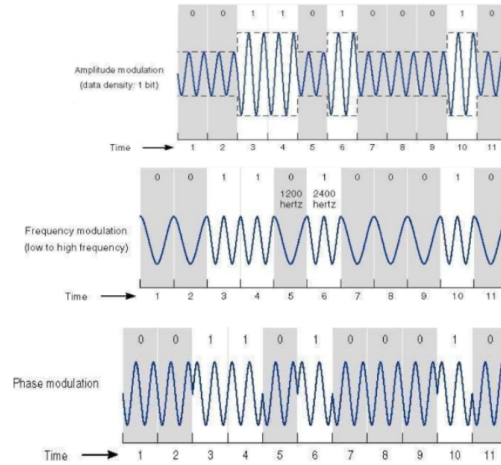 0 0 1 1 0 1 0 0 0 1 0
Amplitude modulation
(data density: 1 bit)
Time
1 2 3 4 5 6 7 8 9 10 11
0 0 1 1 0 1 0 0 0 1 0
1200 2400
hertz hertz
Frequency modulation
(low to high frequency)
Time
1 2 3 4 5 6 7 8 9 10 11
0 0 1 1 0 1 0 0 0 1 0
Phase modulation
Time
1 2 3 4 5 6 7 8 9 10 11